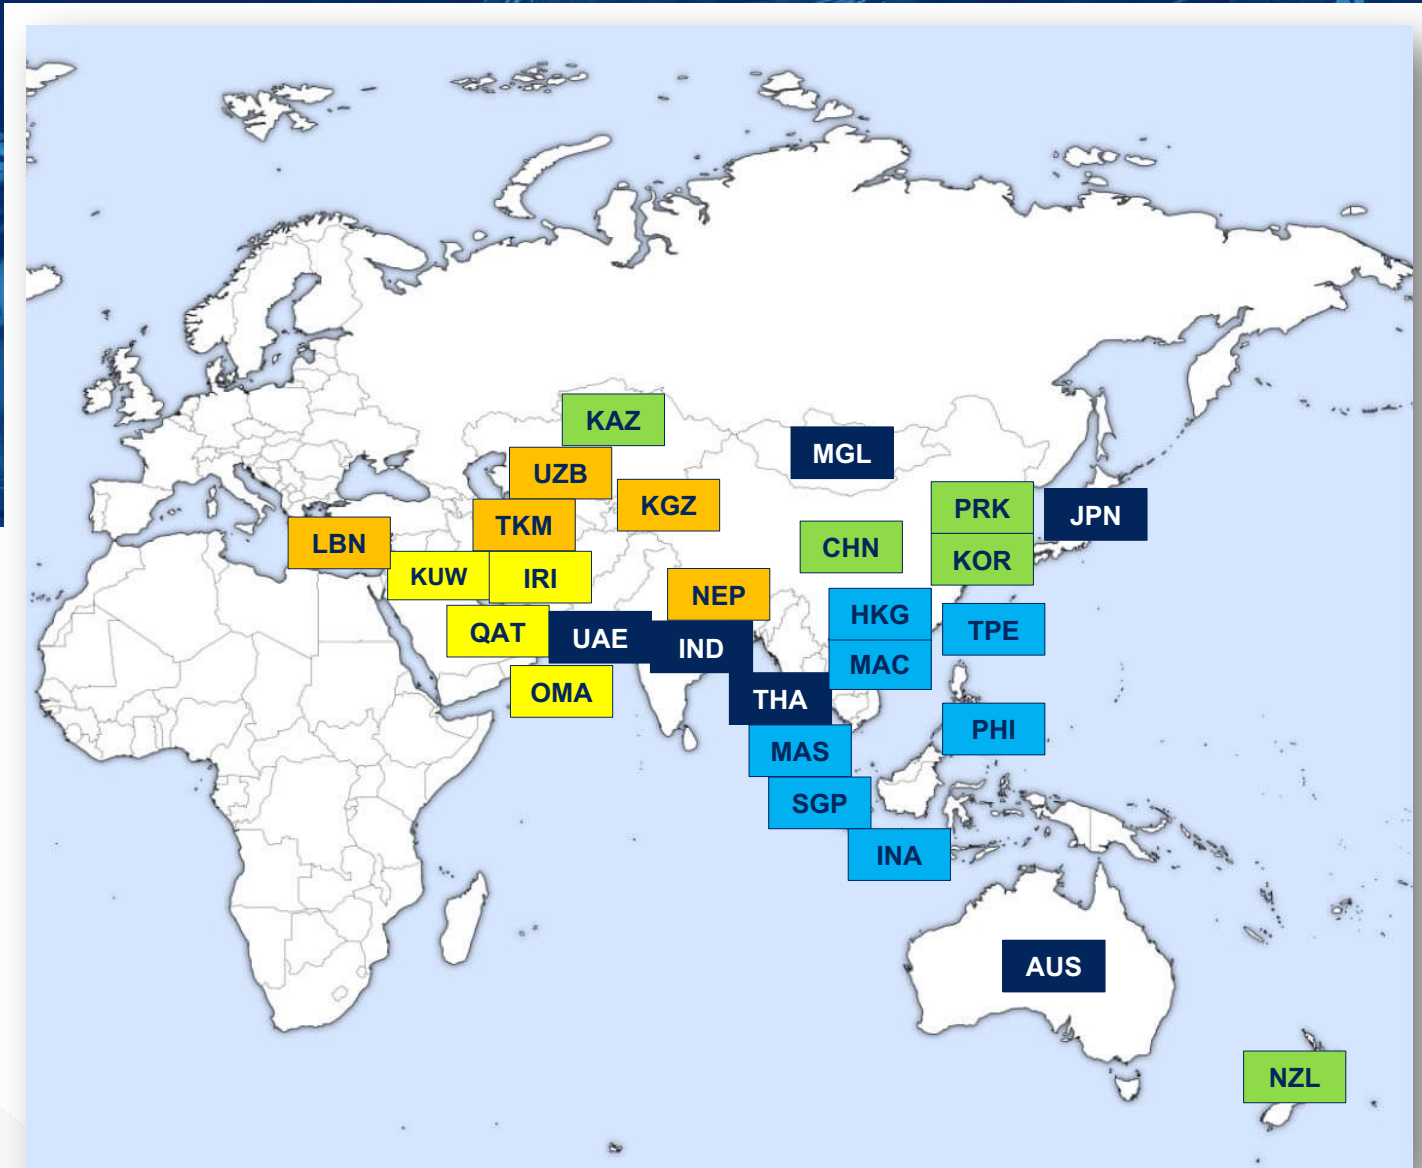 KAZ
MGL
UZB
KGZ
PRK
JPN
TKM
LBN
CHN
KOR
KUW
IRI
NEP
HKG
TPE
QAT
UAE
IND
MAC
OMA
THA
PHI
MAS
SGP
INA
AUS
NZL